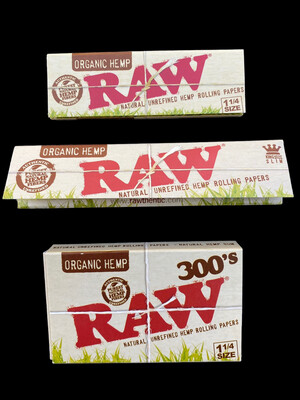 ORGANIC HEMP
RAW
NATURAL UNREFINED HEMP ROLLING PAPERS
1 1/4
SIZE
ORGANIC HEMP
RAW
NATURAL UNREFINED HEMP ROLLING PAPERS
KING SIZE
SLIM
www.rawthentic.com
ORGANIC HEMP
300's
RAW
NATURAL UNREFINED HEMP ROLLING PAPERS
1 1/4
SIZE